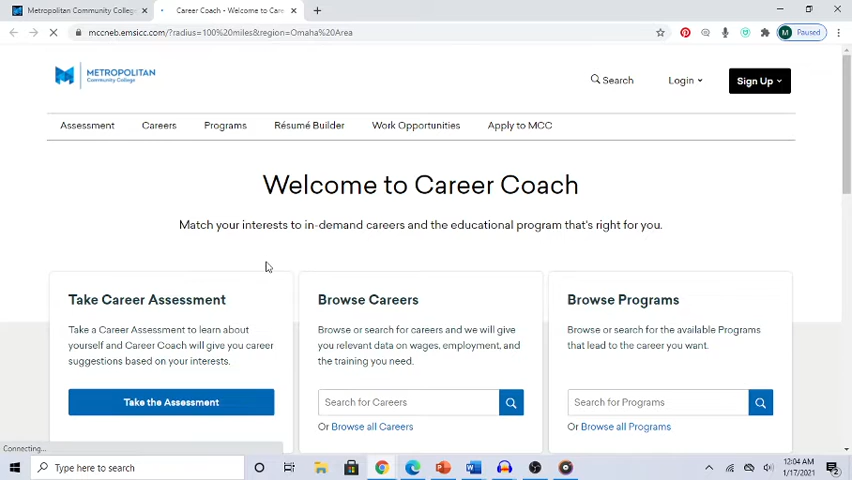 Metropolitan Community College
Career Coach - Welcome to Care
mccneb.emsicc.com/?radius=100%20miles&region=Omaha%20Area
M Paused
METROPOLITAN
Community College
Search
Login
Sign Up
Assessment
Careers
Programs
Résumé Builder
Work Opportunities
Apply to MCC
Welcome to Career Coach
Match your interests to in-demand careers and the educational program that's right for you.
Take Career Assessment
Take a Career Assessment to learn about
yourself and Career Coach will give you career
suggestions based on your interests.
Take the Assessment
Browse Careers
Browse or search for careers and we will give
you relevant data on wages, employment, and
the training you need.
Search for Careers
Or Browse all Careers
Browse Programs
Browse or search for the available Programs
that lead to the career you want.
Search for Programs
Or Browse all Programs
Connecting...
Type here to search
12:04 AM
1/17/2021
2